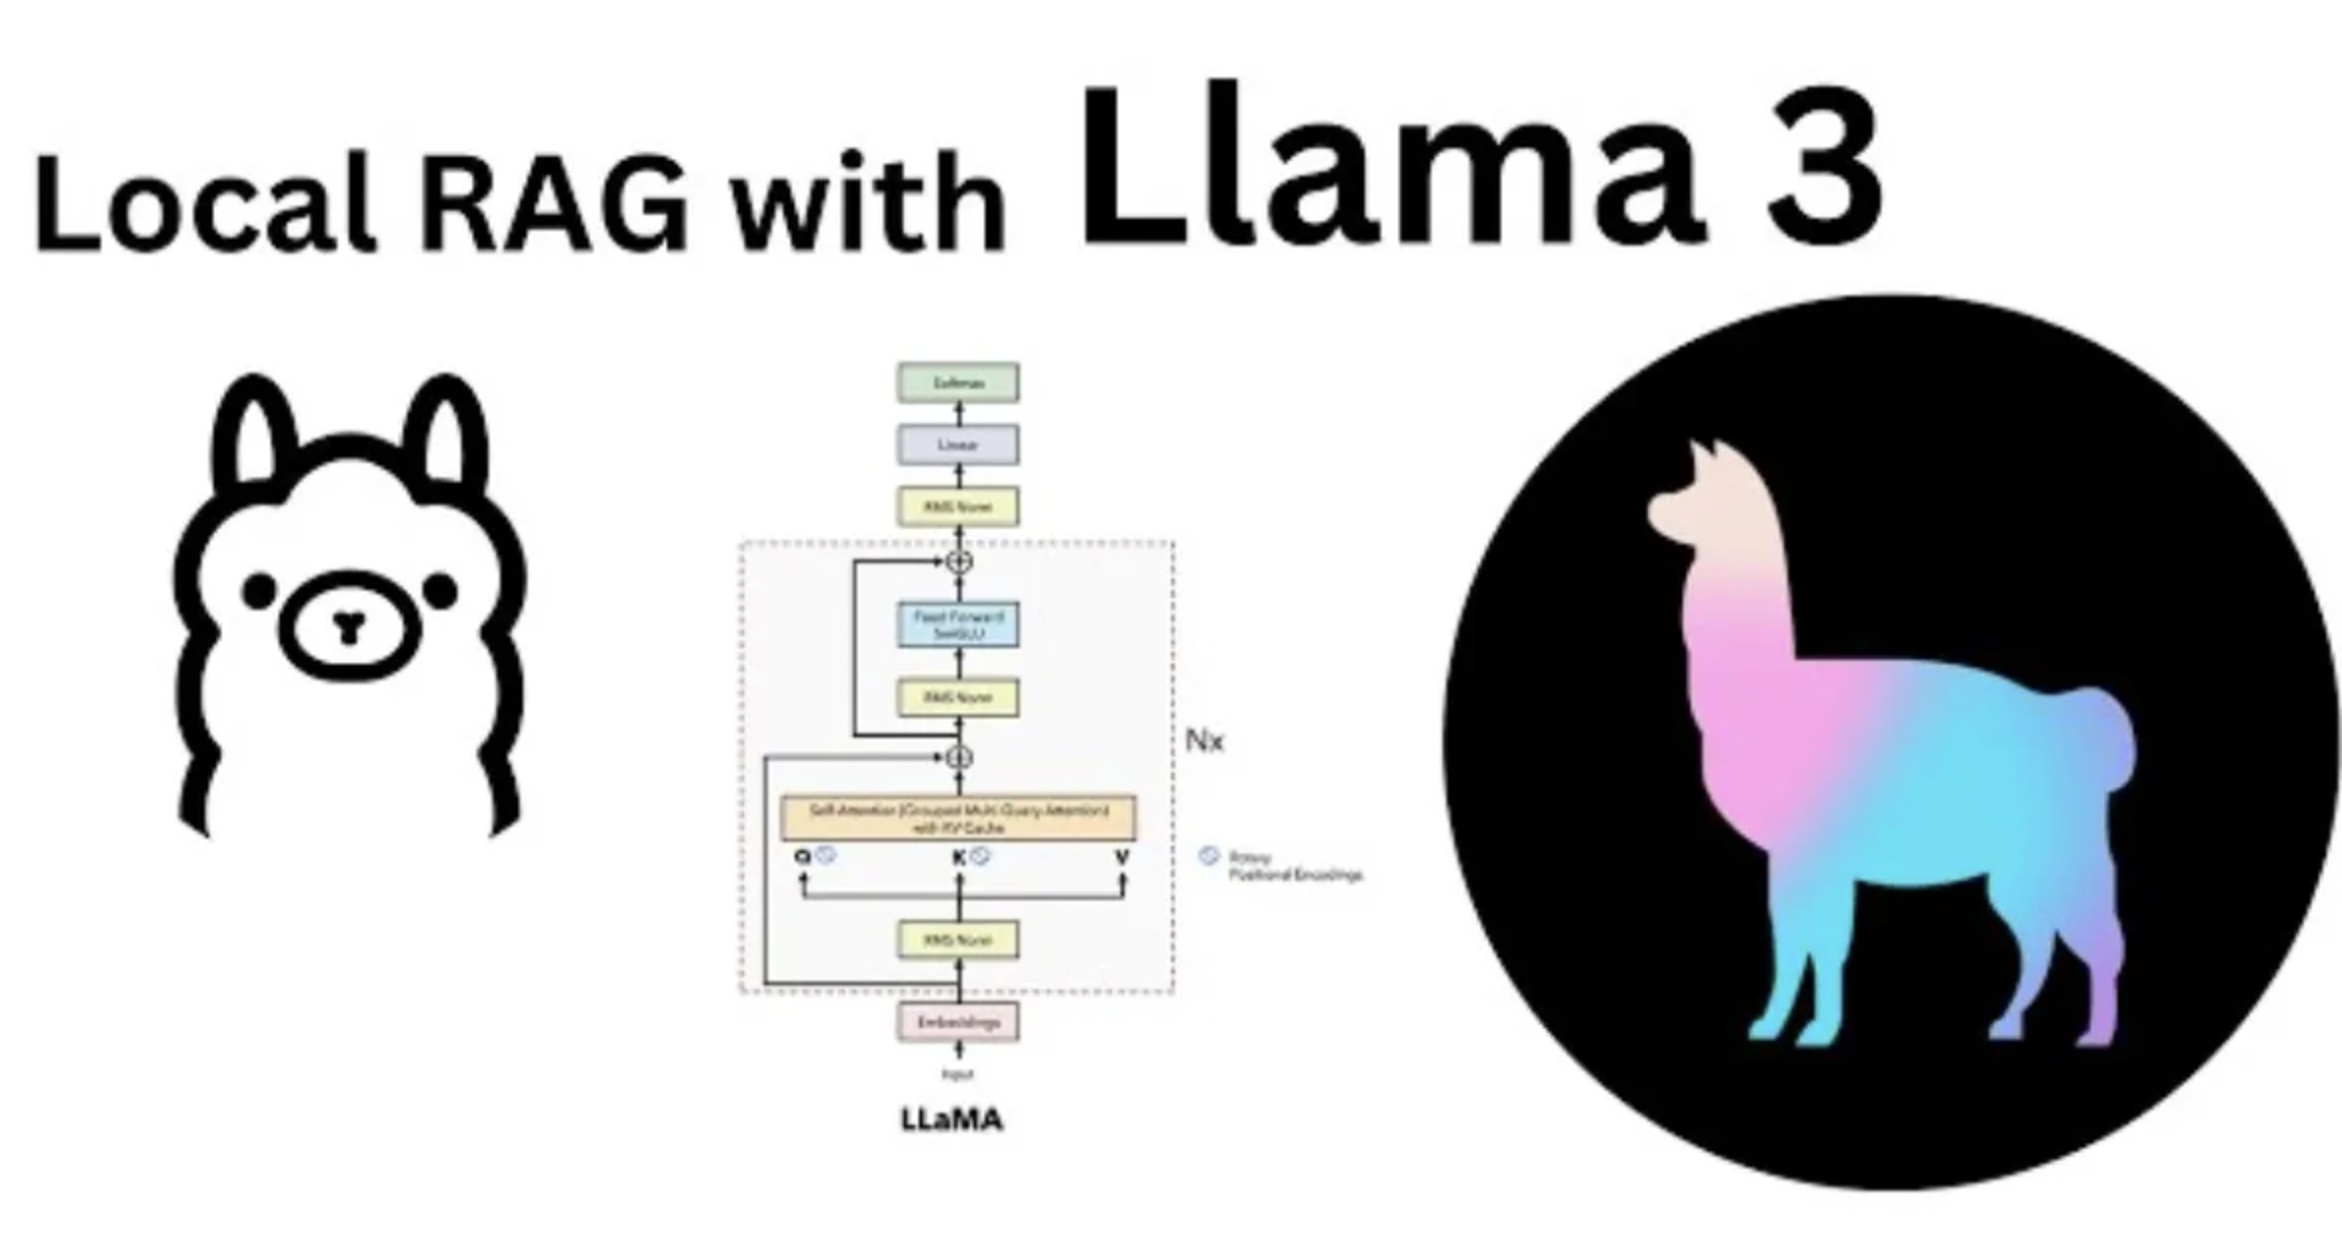 Local RAG with Llama 3
Softmax
Linear
RMS Norm
Feed Forward
SwiGLU
RMS Norm
Nx
Self-Attention (Grouped Multi-Query Attention)
with KV Cache
Q K V
Rotary
Positional Encodings
RMS Norm
Embeddings
Input
LLaMA